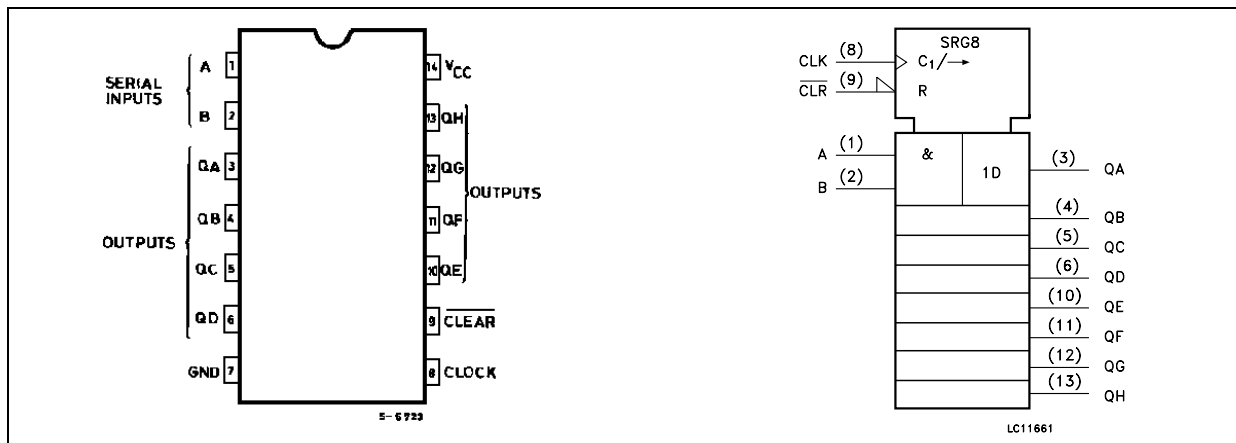 SERIAL
INPUTS
A 1
B 2
OUTPUTS
QA 3
QB 4
QC 5
QD 6
GND 7
14 VCC
13 QH
12 QG
11 QF
10 QE
OUTPUTS
9 CLEAR
8 CLOCK
S-6723
SRG8
CLK (8) C1/→
CLR (9) R
A (1) &
B (2)
1D
(3) QA
(4) QB
(5) QC
(6) QD
(10) QE
(11) QF
(12) QG
(13) QH
LC11661